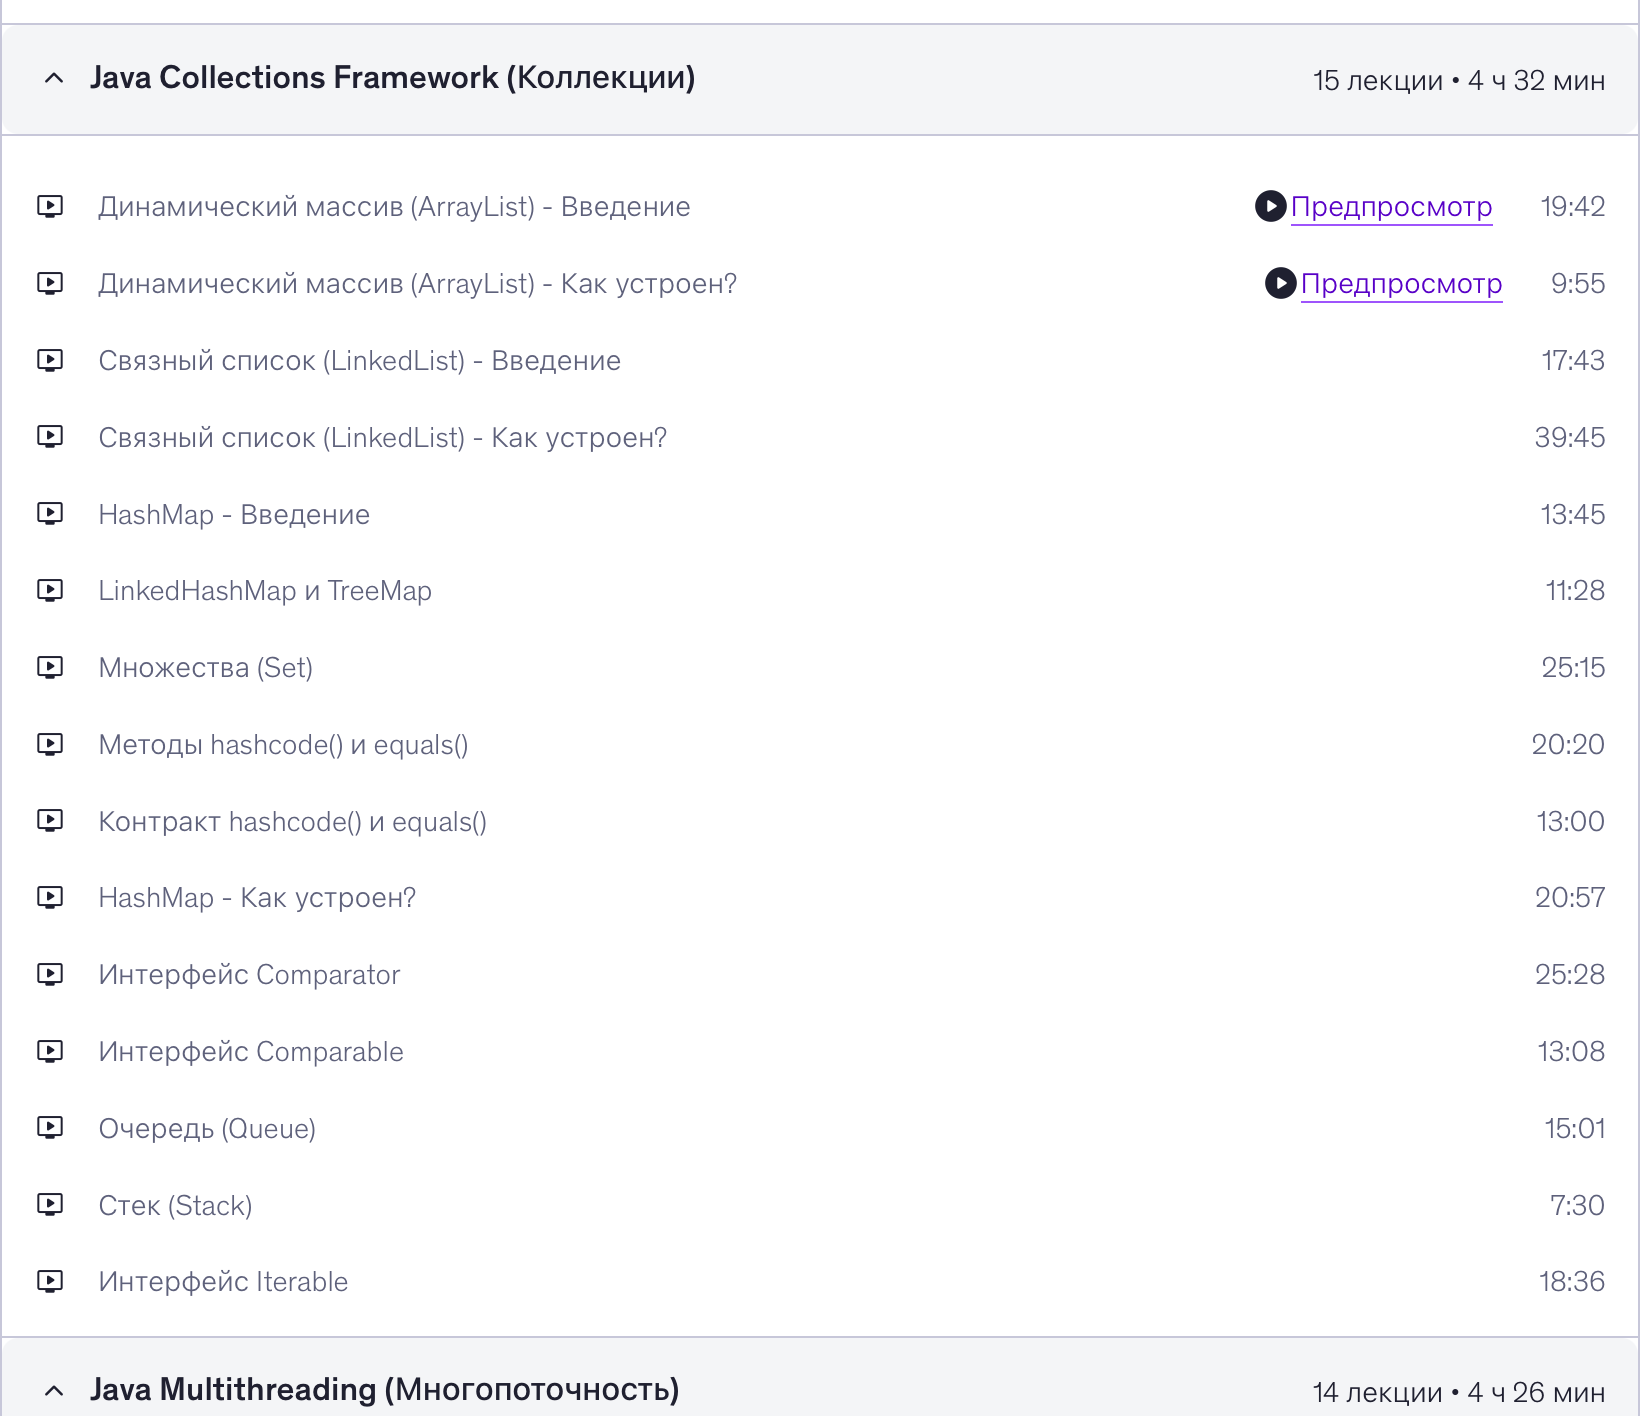 Java Collections Framework (Коллекции) 15 лекции • 4 ч 32 мин
Динамический массив (ArrayList) - Введение Предпросмотр 19:42
Динамический массив (ArrayList) - Как устроен? Предпросмотр 9:55
Связный список (LinkedList) - Введение 17:43
Связный список (LinkedList) - Как устроен? 39:45
HashMap - Введение 13:45
LinkedHashMap и TreeMap 11:28
Множества (Set) 25:15
Методы hashcode() и equals() 20:20
Контракт hashcode() и equals() 13:00
HashMap - Как устроен? 20:57
Интерфейс Comparator 25:28
Интерфейс Comparable 13:08
Очередь (Queue) 15:01
Стек (Stack) 7:30
Интерфейс Iterable 18:36
Java Multithreading (Многопоточность) 14 лекции • 4 ч 26 мин